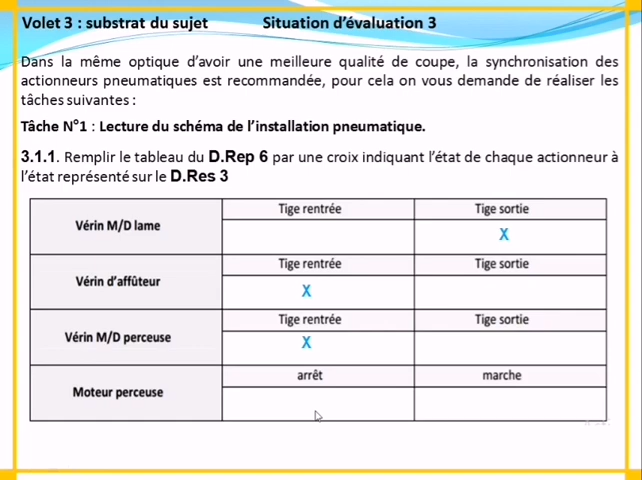 Volet 3 : substrat du sujet Situation d'évaluation 3
Dans la même optique d'avoir une meilleure qualité de coupe, la synchronisation des
actionneurs pneumatiques est recommandée, pour cela on vous demande de réaliser les
tâches suivantes :
Tâche N°1 : Lecture du schéma de l'installation pneumatique.
3.1.1. Remplir le tableau du D.Rep 6 par une croix indiquant l'état de chaque actionneur à
l'état représenté sur le D.Res 3
Tige rentrée Tige sortie
Vérin M/D lame
X
Tige rentrée Tige sortie
Vérin d'affûteur
X
Tige rentrée Tige sortie
Vérin M/D perceuse
X
arrêt marche
Moteur perceuse